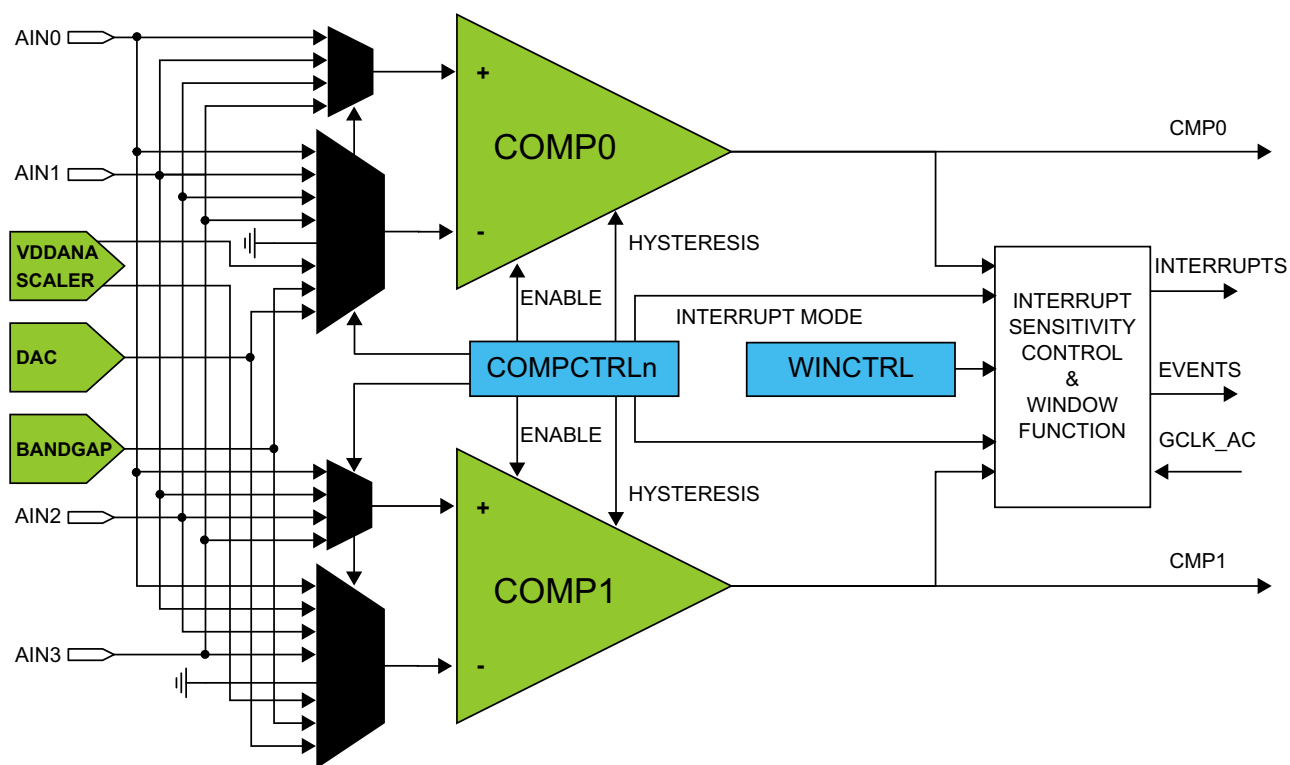 AIN0
+
COMP0
CMP0
AIN1
-
HYSTERESIS
VDDANA
SCALER
INTERRUPTS
ENABLE
INTERRUPT MODE
INTERRUPT
SENSITIVITY
CONTROL
&
WINDOW
FUNCTION
DAC
COMPCTRLn
WINCTRL
EVENTS
BANDGAP
ENABLE
GCLK_AC
HYSTERESIS
AIN2
+
COMP1
CMP1
AIN3
-